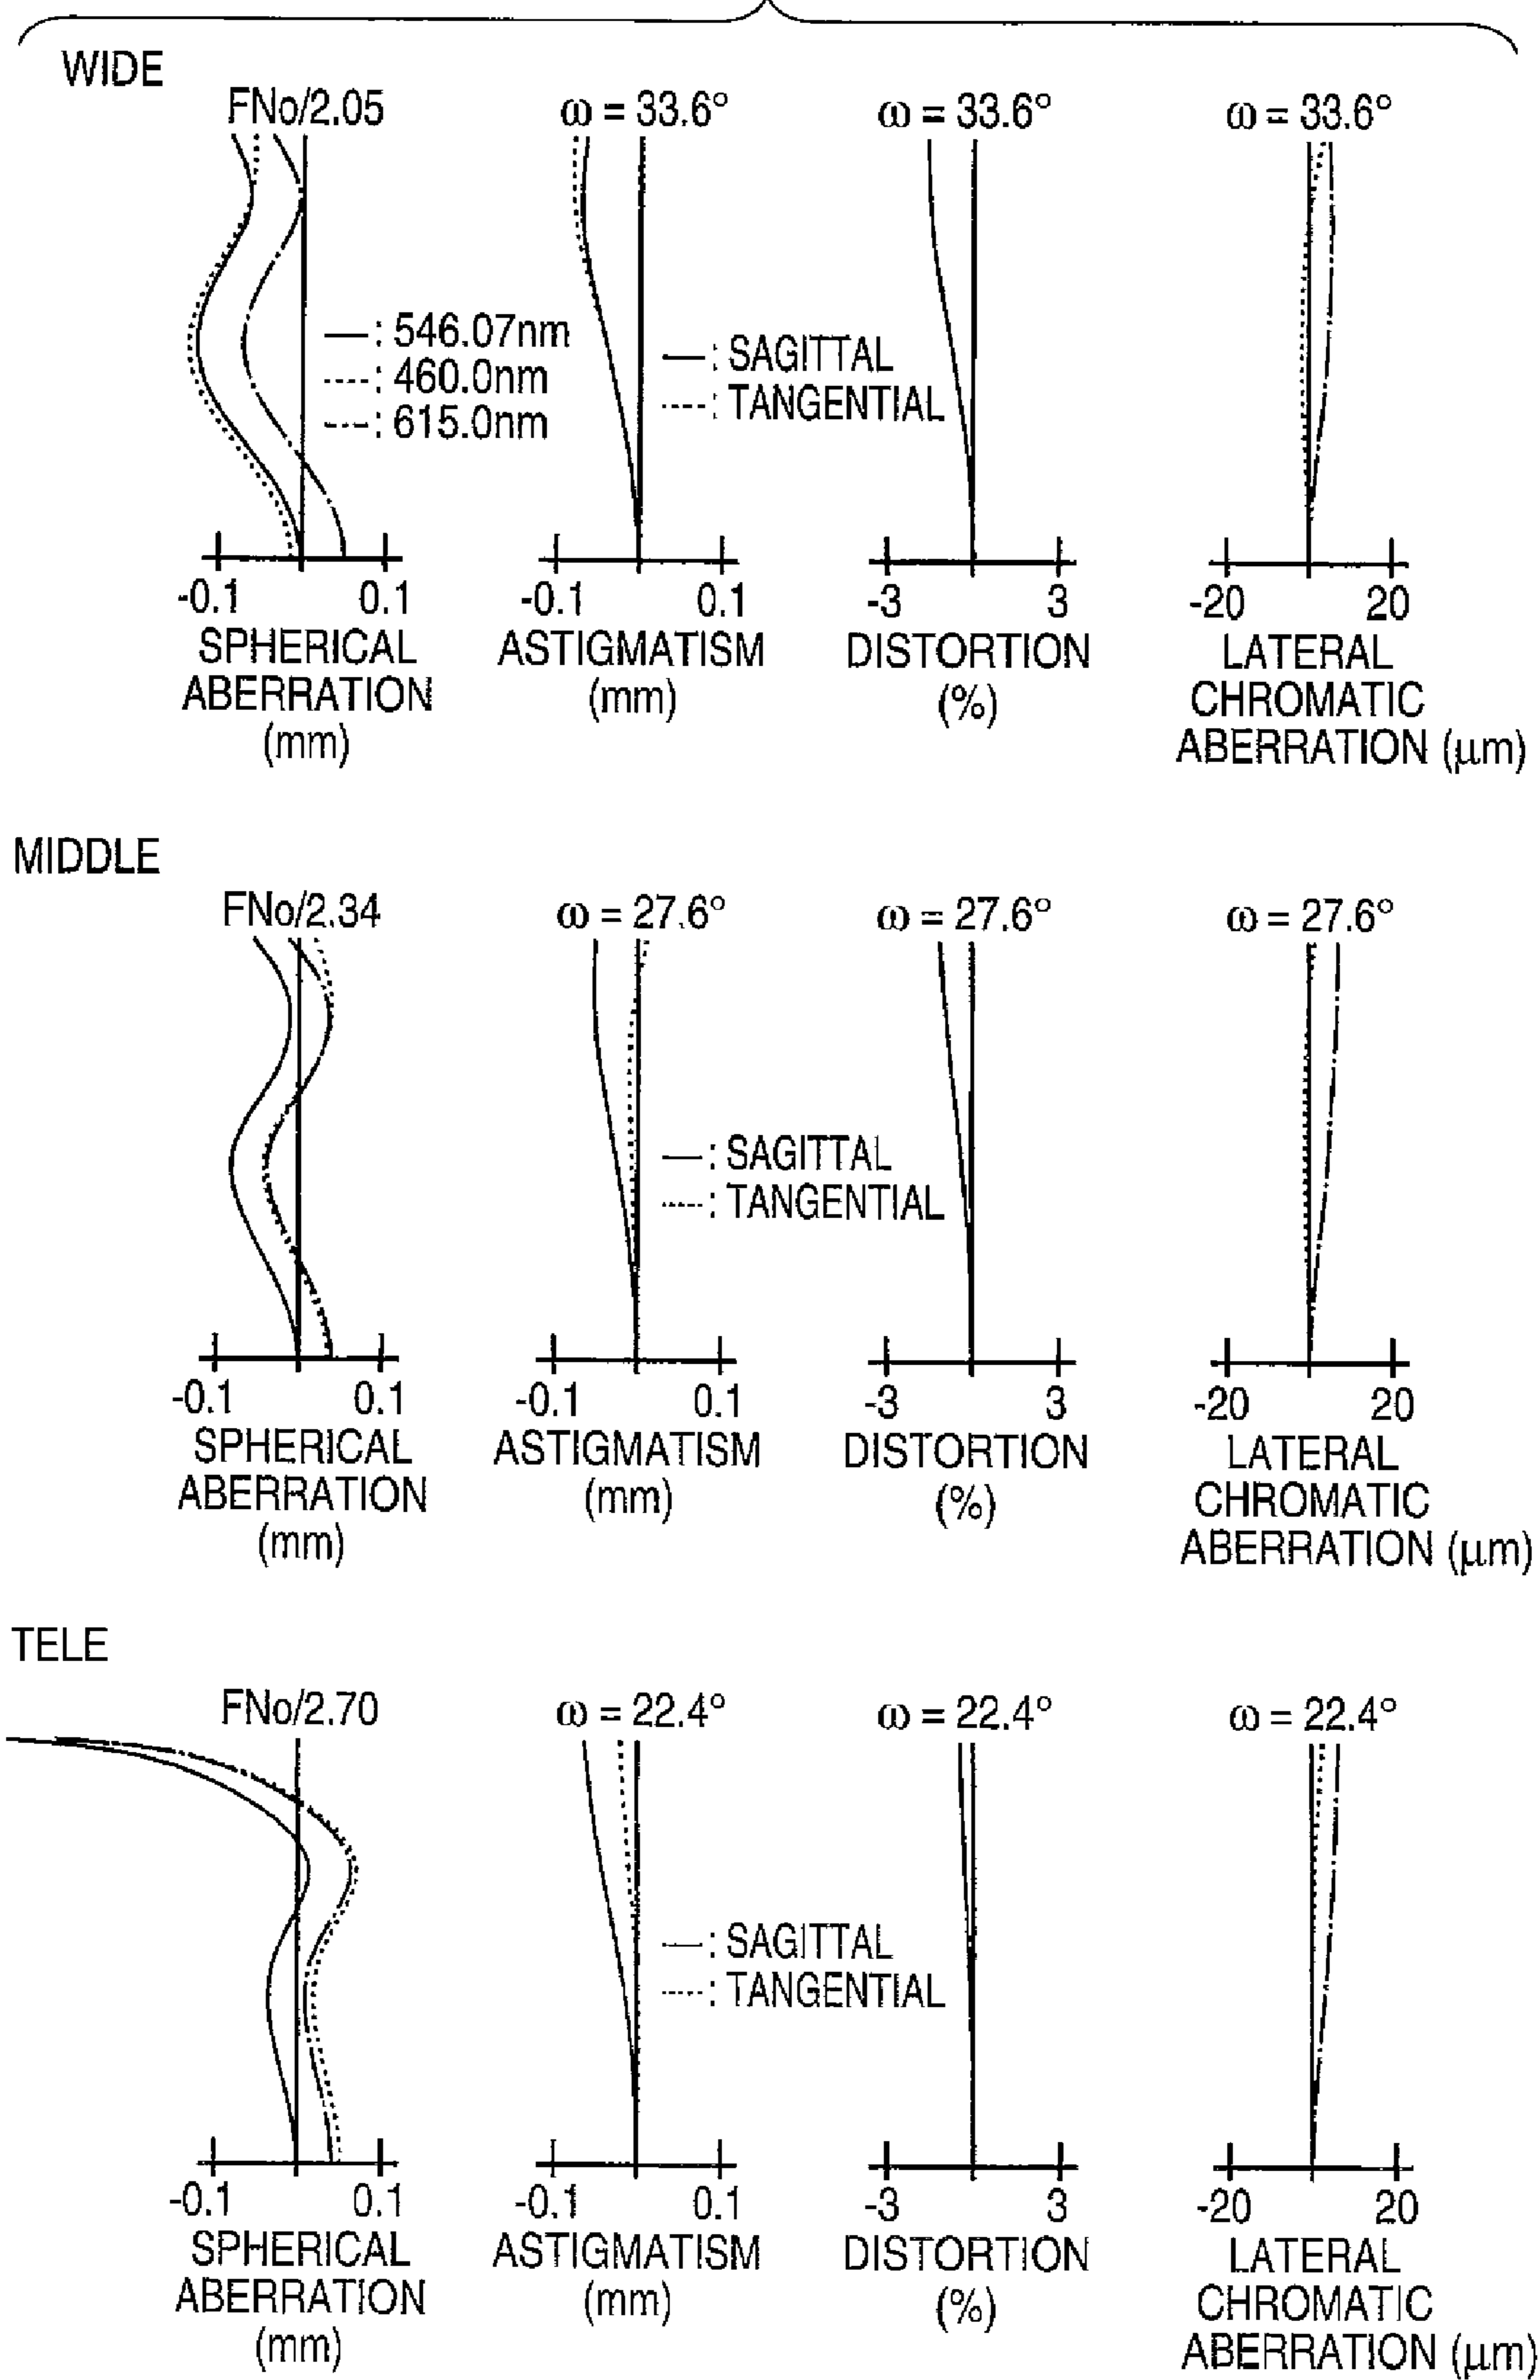 WIDE
FNo/2.05
ω = 33.6°
ω = 33.6°
ω = 33.6°
: 546.07nm
: 460.0nm
: 615.0nm
: SAGITTAL
: TANGENTIAL
-0.1 0.1
-0.1 0.1
-3 3
-20 20
SPHERICAL
ABERRATION
(mm)
ASTIGMATISM
(mm)
DISTORTION
(%)
LATERAL
CHROMATIC
ABERRATION (μm)
MIDDLE
FNo/2.34
ω = 27.6°
ω = 27.6°
ω = 27.6°
: SAGITTAL
: TANGENTIAL
-0.1 0.1
-0.1 0.1
-3 3
-20 20
SPHERICAL
ABERRATION
(mm)
ASTIGMATISM
(mm)
DISTORTION
(%)
LATERAL
CHROMATIC
ABERRATION (μm)
TELE
FNo/2.70
ω = 22.4°
ω = 22.4°
ω = 22.4°
: SAGITTAL
: TANGENTIAL
-0.1 0.1
-0.1 0.1
-3 3
-20 20
SPHERICAL
ABERRATION
(mm)
ASTIGMATISM
(mm)
DISTORTION
(%)
LATERAL
CHROMATIC
ABERRATION (μm)